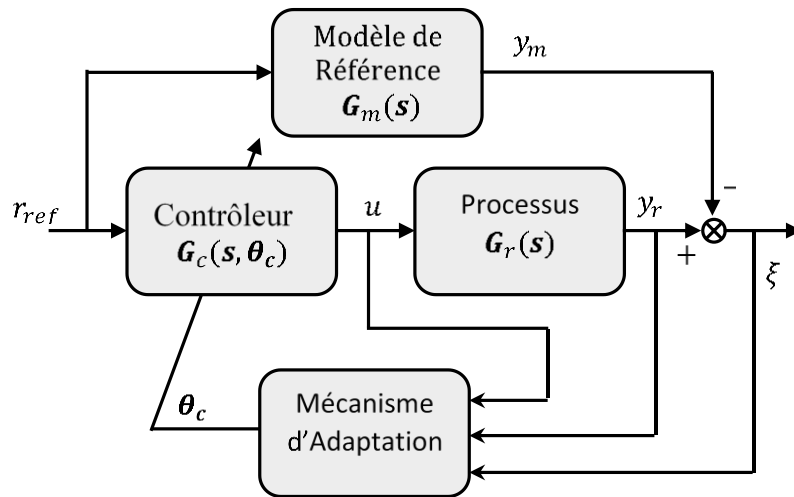 Modèle de
Référence
G_m(s)
y_m
r_ref
Contrôleur
G_c(s, θ_c)
u
Processus
G_r(s)
y_r
−
+
ξ
θ_c
Mécanisme
d'Adaptation